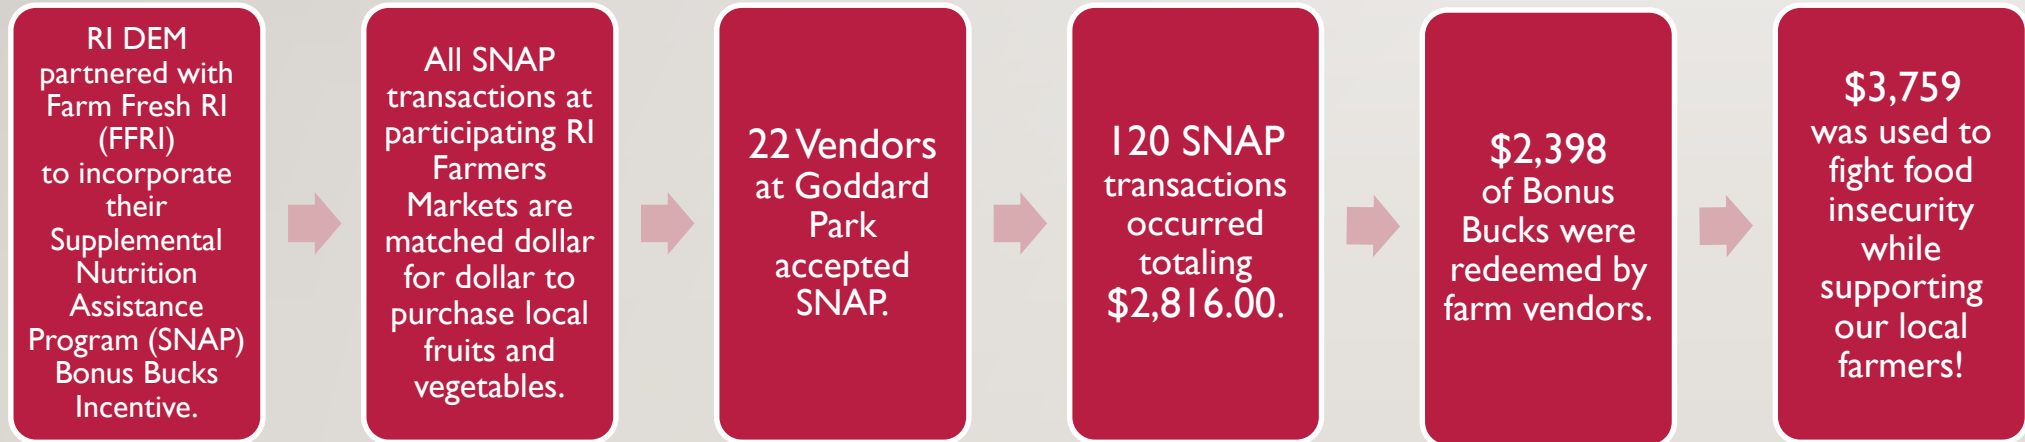 RI DEM
partnered with
Farm Fresh RI
(FFRI)
to incorporate
their
Supplemental
Nutrition
Assistance
Program (SNAP)
Bonus Bucks
Incentive.
All SNAP
transactions at
participating RI
Farmers
Markets are
matched dollar
for dollar to
purchase local
fruits and
vegetables.
22 Vendors
at Goddard
Park
accepted
SNAP.
120 SNAP
transactions
occurred
totaling
$2,816.00.
$2,398
of Bonus
Bucks were
redeemed by
farm vendors.
$3,759
was used to
fight food
insecurity
while
supporting
our local
farmers!